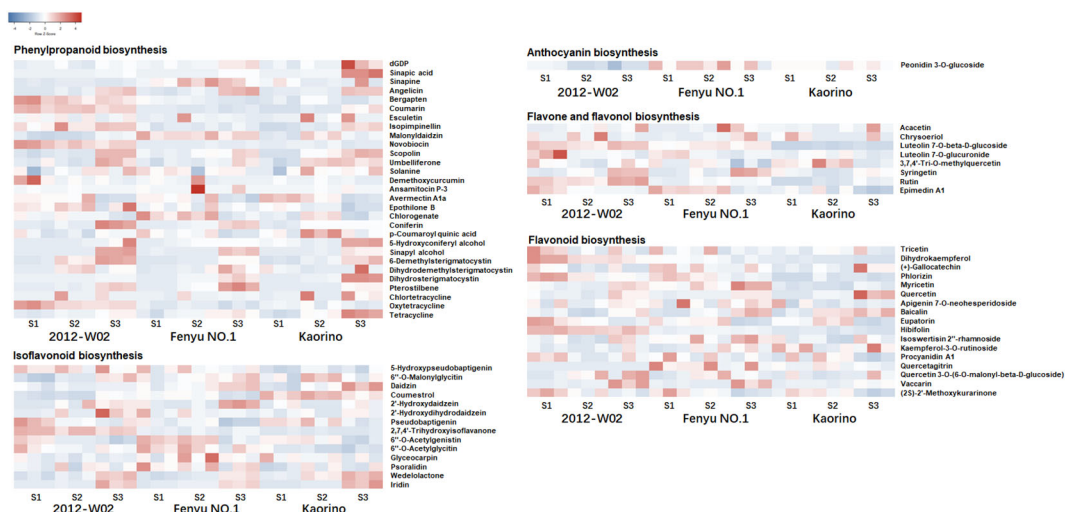 Phenylpropanoid biosynthesis
dGDP
Sinapic acid
Sinapine
Angelicin
Bergapten
Coumarin
Esculetin
Isopimpinellin
Malonyldaidzin
Novobiocin
Scopolin
Umbelliferone
Solanine
Demethoxycurcumin
Ansamitocin P-3
Avermectin A1a
Epothilone B
Chlorogenate
Coniferin
p-Coumaroyl quinic acid
5-Hydroxyconiferyl alcohol
Sinapyl alcohol
6-Demethylsterigmatocystin
Dihydrodemethylsterigmatocystin
Dihydrosterigmatocystin
Pterostilbene
Chlortetracycline
Oxytetracycline
Tetracycline
S1 S2 S3 S1 S2 S3 S1 S2 S3
2012-W02 Fenyu NO.1 Kaorino
Isoflavonoid biosynthesis
5-Hydroxypseudobaptigenin
6"-O-Malonylglycitin
Daidzin
Coumestrol
2'-Hydroxydaidzein
2'-Hydroxydihydrodaidzein
Pseudobaptigenin
2,7,4'-Trihydroxyisoflavanone
6"-O-Acetylgenistin
6"-O-Acetylglycitin
Glyceocarpin
Psoralidin
Wedelolactone
Iridin
S1 S2 S3 S1 S2 S3 S1 S2 S3
2012-W02 Fenyu NO.1 Kaorino
Anthocyanin biosynthesis
Peonidin 3-O-glucoside
S1 S2 S3 S1 S2 S3 S1 S2 S3
2012-W02 Fenyu NO.1 Kaorino
Flavone and flavonol biosynthesis
Acacetin
Chrysoeriol
Luteolin 7-O-beta-D-glucoside
Luteolin 7-O-glucuronide
3,7,4'-Tri-O-methylquercetin
Syringetin
Rutin
Epimedin A1
S1 S2 S3 S1 S2 S3 S1 S2 S3
2012-W02 Fenyu NO.1 Kaorino
Flavonoid biosynthesis
Tricetin
Dihydrokaempferol
(+)-Gallocatechin
Phlorizin
Myricetin
Quercetin
Apigenin 7-O-neohesperidoside
Baicalin
Eupatorin
Hibifolin
Isoswertisin 2"-rhamnoside
Kaempferol-3-O-rutinoside
Procyanidin A1
Quercetagitrin
Quercetin 3-O-(6-O-malonyl-beta-D-glucoside)
Vaccarin
(2S)-2'-Methoxykurarinone
S1 S2 S3 S1 S2 S3 S1 S2 S3
2012-W02 Fenyu NO.1 Kaorino